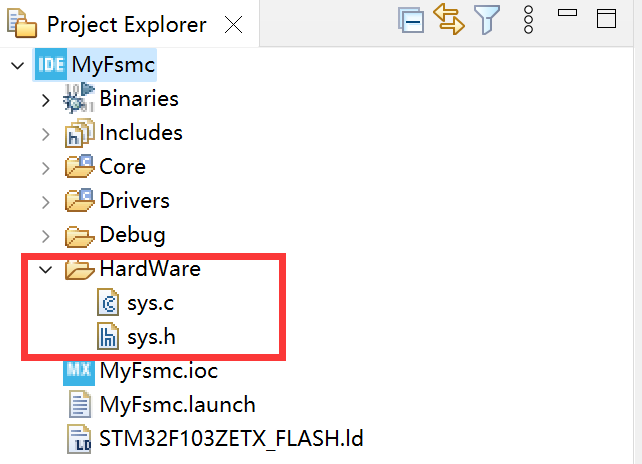 Project Explorer
IDE MyFsmc
Binaries
Includes
Core
Drivers
Debug
HardWare
sys.c
sys.h
MX MyFsmc.ioc
MyFsmc.launch
LD STM32F103ZETX_FLASH.ld